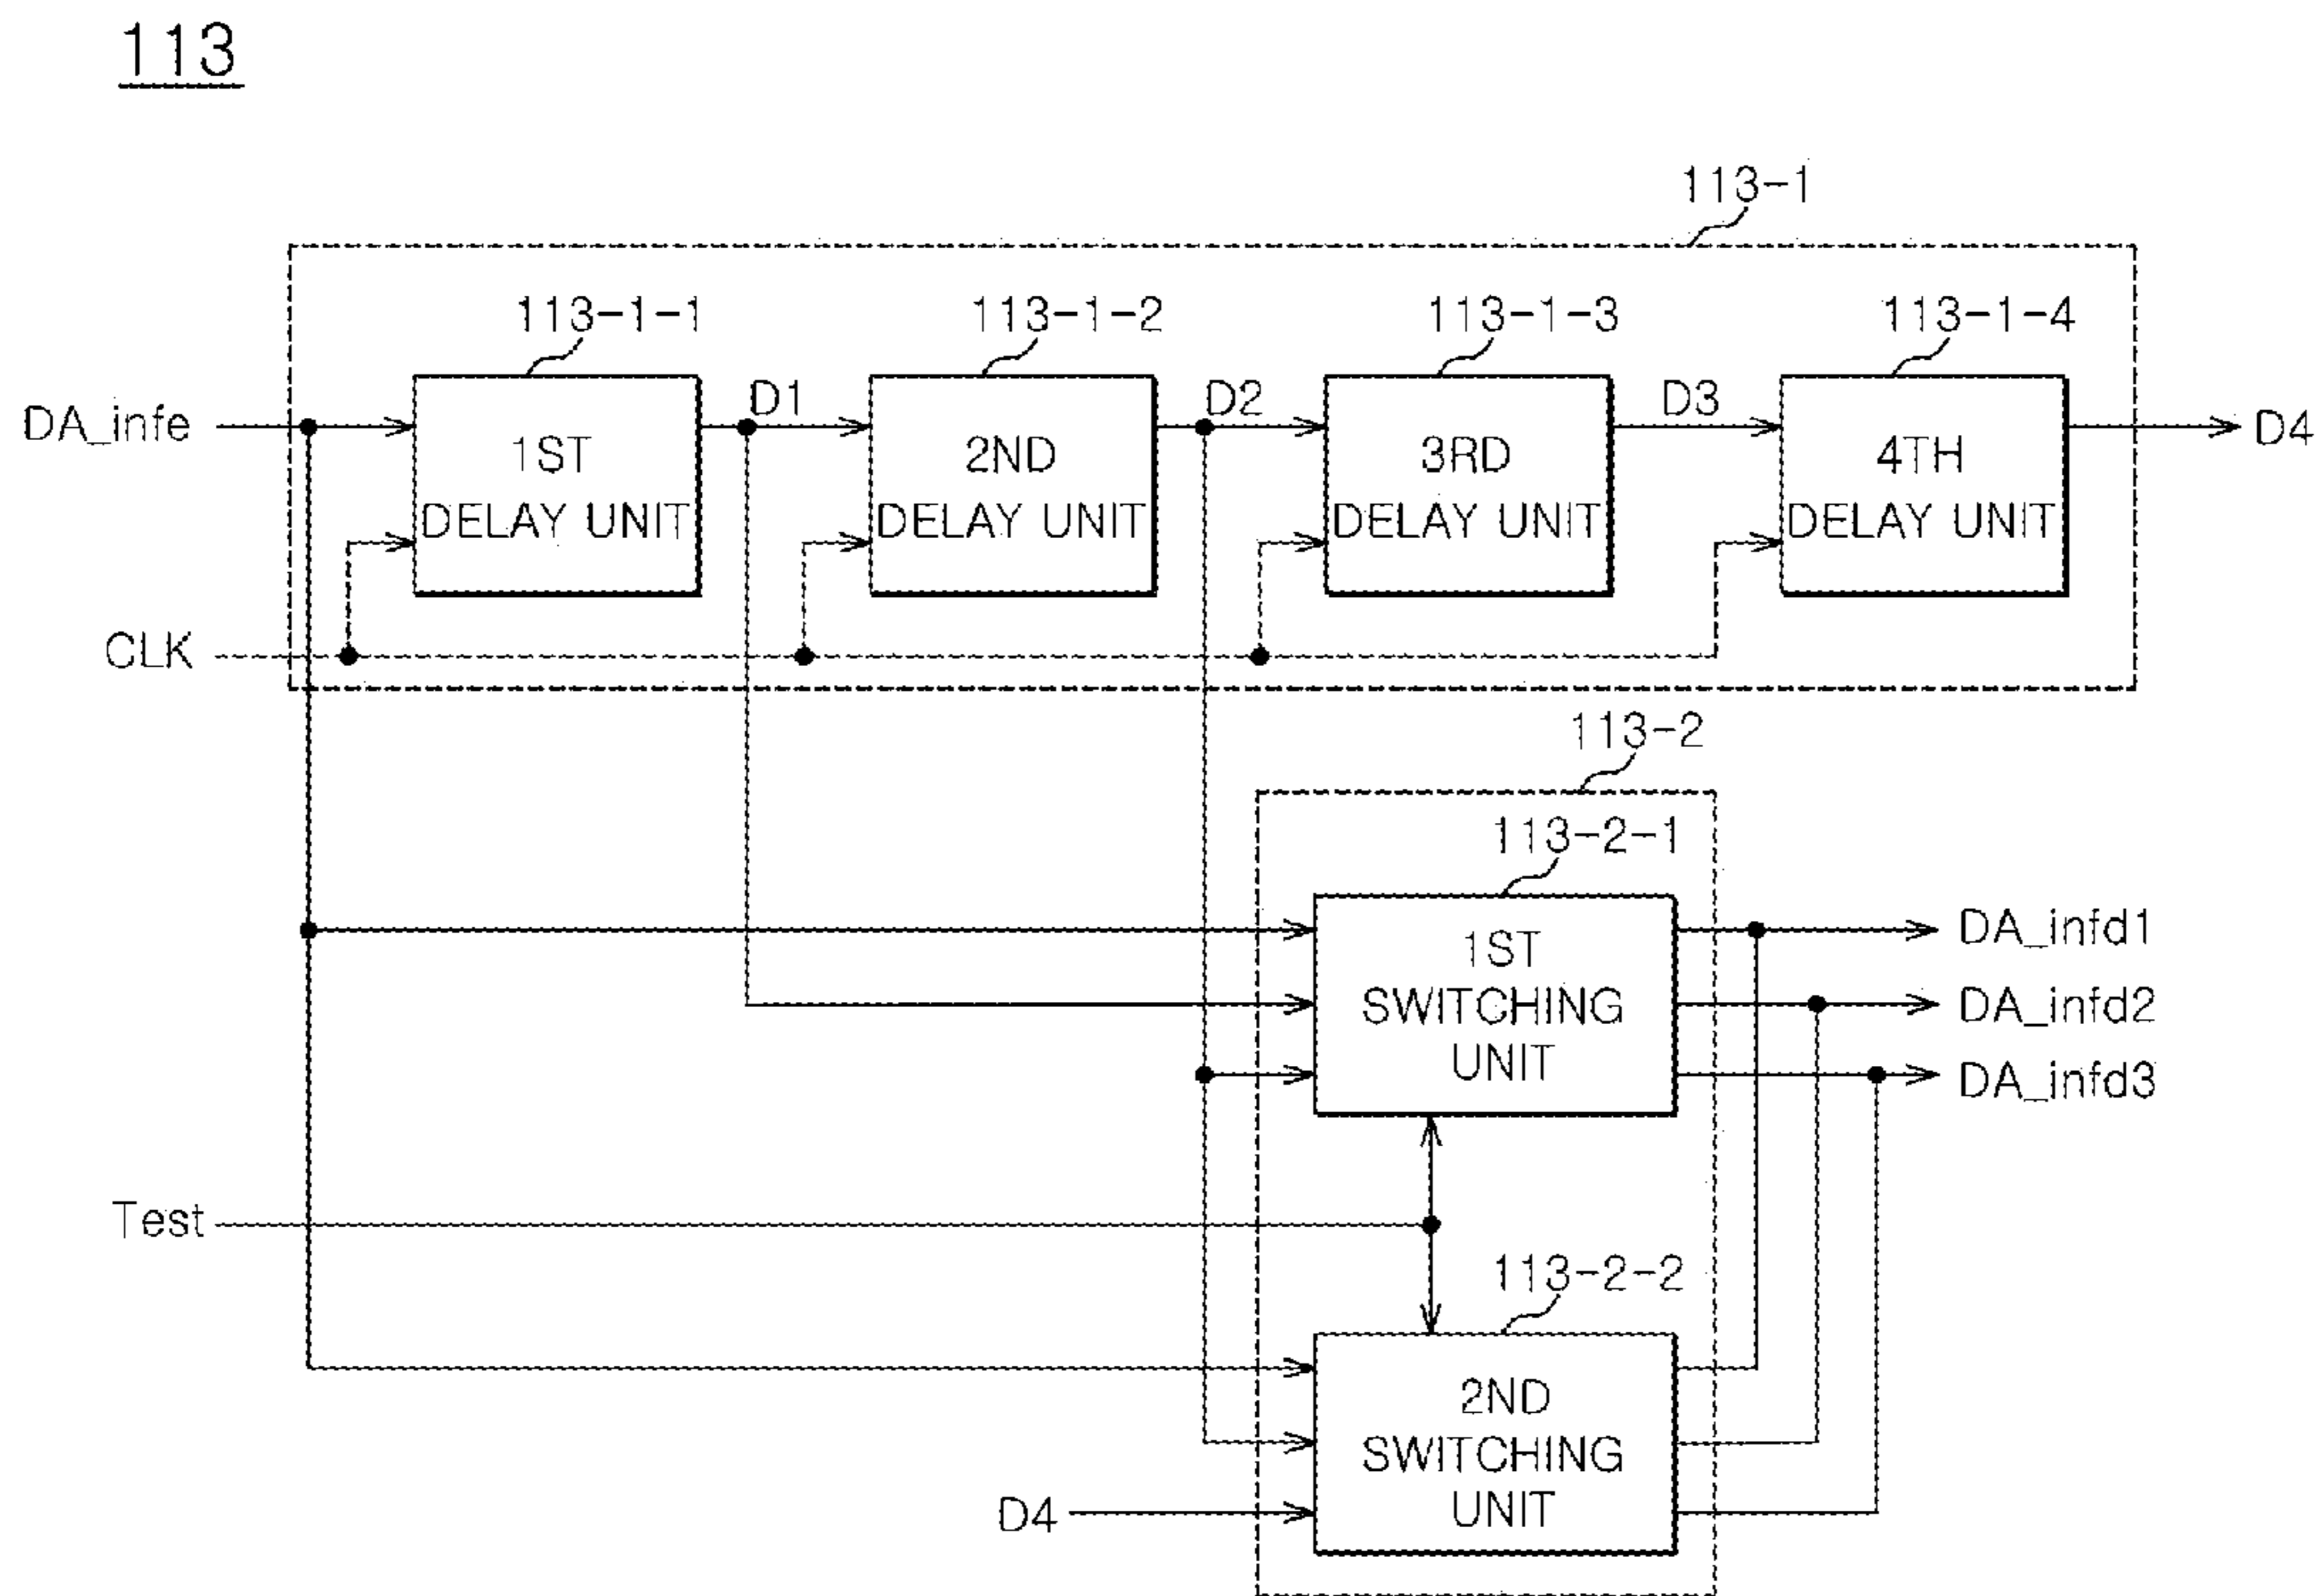 113
113-1
113-1-1
113-1-2
113-1-3
113-1-4
DA_infe
D1
D2
D3
D4
1ST
DELAY UNIT
2ND
DELAY UNIT
3RD
DELAY UNIT
4TH
DELAY UNIT
CLK
113-2
113-2-1
1ST
SWITCHING
UNIT
DA_infd1
DA_infd2
DA_infd3
Test
113-2-2
2ND
SWITCHING
UNIT
D4